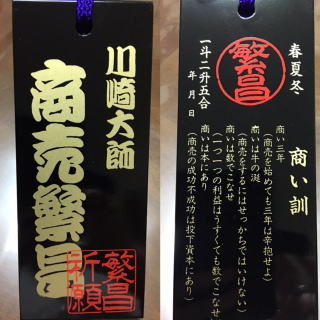 川崎大師
商売繁昌
繁昌
祈願
春夏冬
一斗二升五合
年月日
繁昌
商い訓
商い三年
(商売を始めても三年は辛抱せよ)
商いは牛の涎
(商売をするにはせっかちではいけない)
商いは数でこなせ
(一つ一つの利益はうすくても数でこなせ)
商いは本にあり
(商売の成功不成功は投下資本にあり)